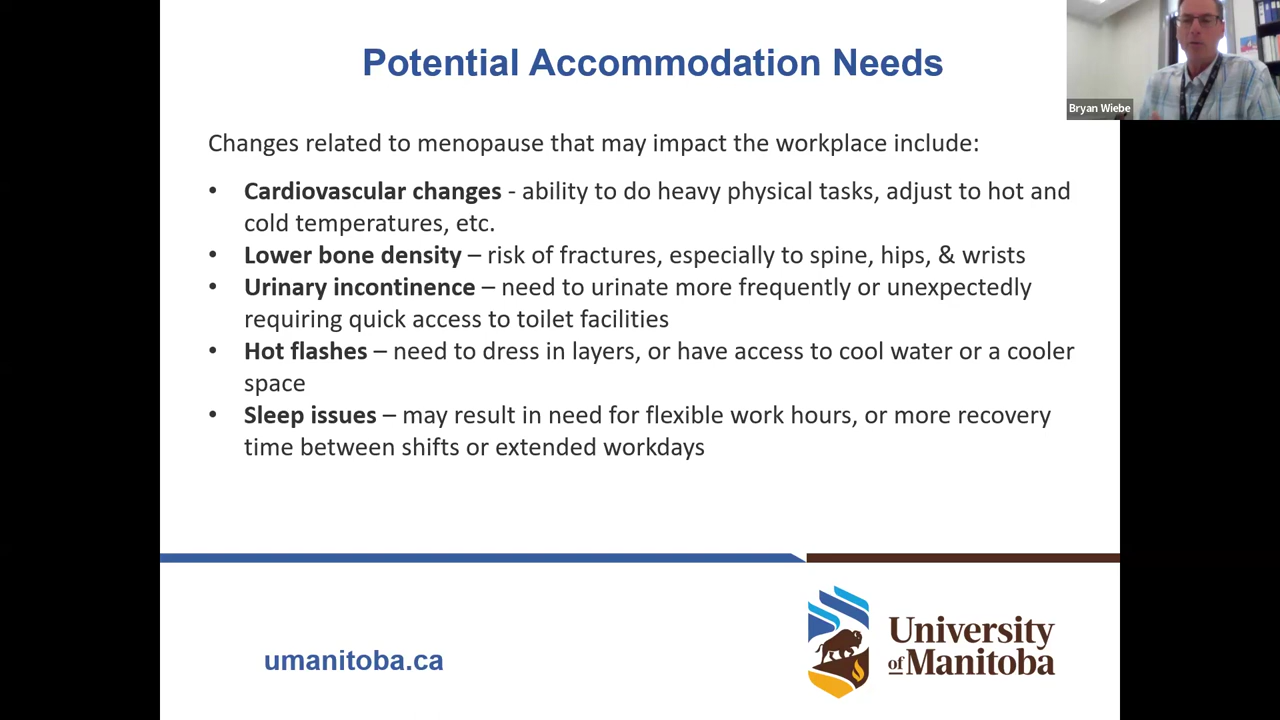 Potential Accommodation Needs
Bryan Wiebe
Changes related to menopause that may impact the workplace include:
• Cardiovascular changes - ability to do heavy physical tasks, adjust to hot and
cold temperatures, etc.
• Lower bone density – risk of fractures, especially to spine, hips, & wrists
• Urinary incontinence – need to urinate more frequently or unexpectedly
requiring quick access to toilet facilities
• Hot flashes – need to dress in layers, or have access to cool water or a cooler
space
• Sleep issues – may result in need for flexible work hours, or more recovery
time between shifts or extended workdays
umanitoba.ca
University
of Manitoba